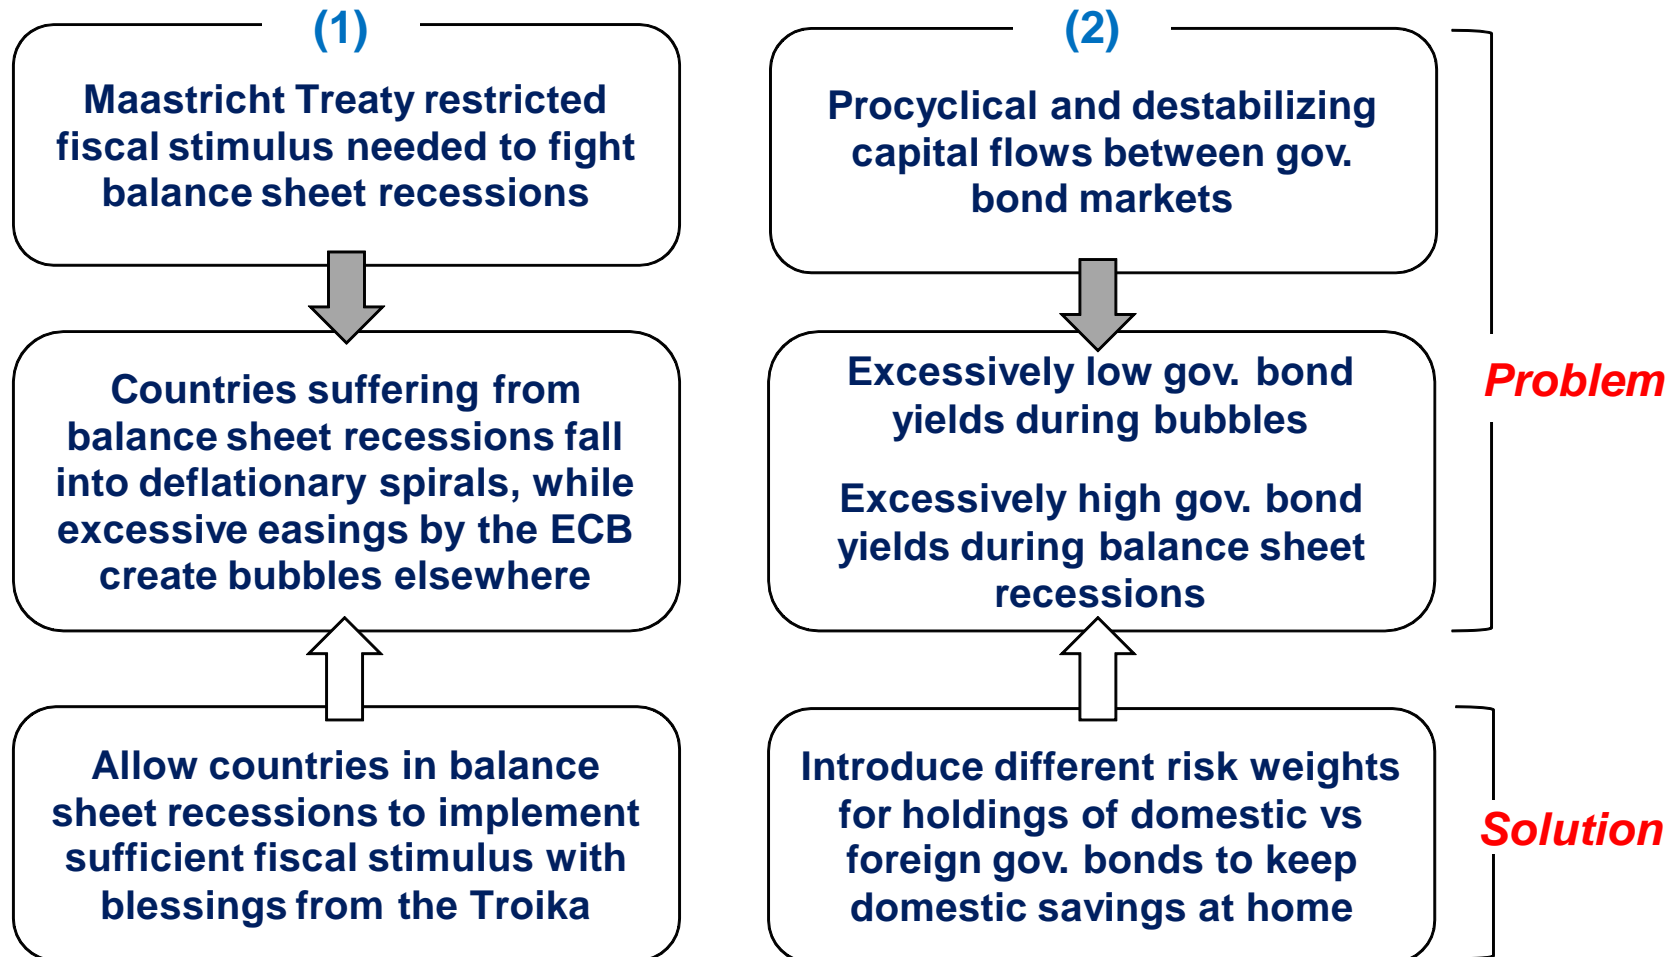 (1)
Maastricht Treaty restricted
fiscal stimulus needed to fight
balance sheet recessions
Countries suffering from
balance sheet recessions fall
into deflationary spirals, while
excessive easings by the ECB
create bubbles elsewhere
Allow countries in balance
sheet recessions to implement
sufficient fiscal stimulus with
blessings from the Troika
(2)
Procyclical and destabilizing
capital flows between gov.
bond markets
Excessively low gov. bond
yields during bubbles
Excessively high gov. bond
yields during balance sheet
recessions
Introduce different risk weights
for holdings of domestic vs
foreign gov. bonds to keep
domestic savings at home
Problem
Solution